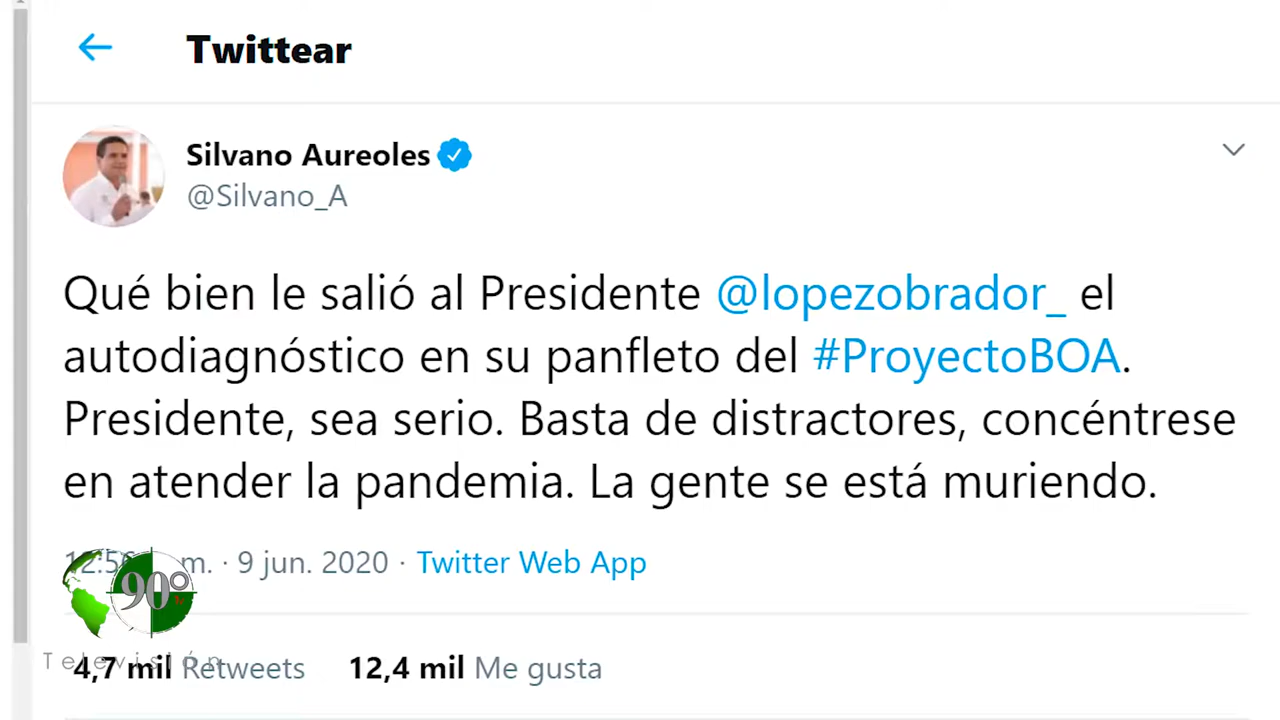 Twittear
Silvano Aureoles
@Silvano_A
Qué bien le salió al Presidente @lopezobrador_ el
autodiagnóstico en su panfleto del #ProyectoBOA.
Presidente, sea serio. Basta de distractores, concéntrese
en atender la pandemia. La gente se está muriendo.
m. · 9 jun. 2020 · Twitter Web App
90°
Televisión
4,7 mil Retweets 12,4 mil Me gusta